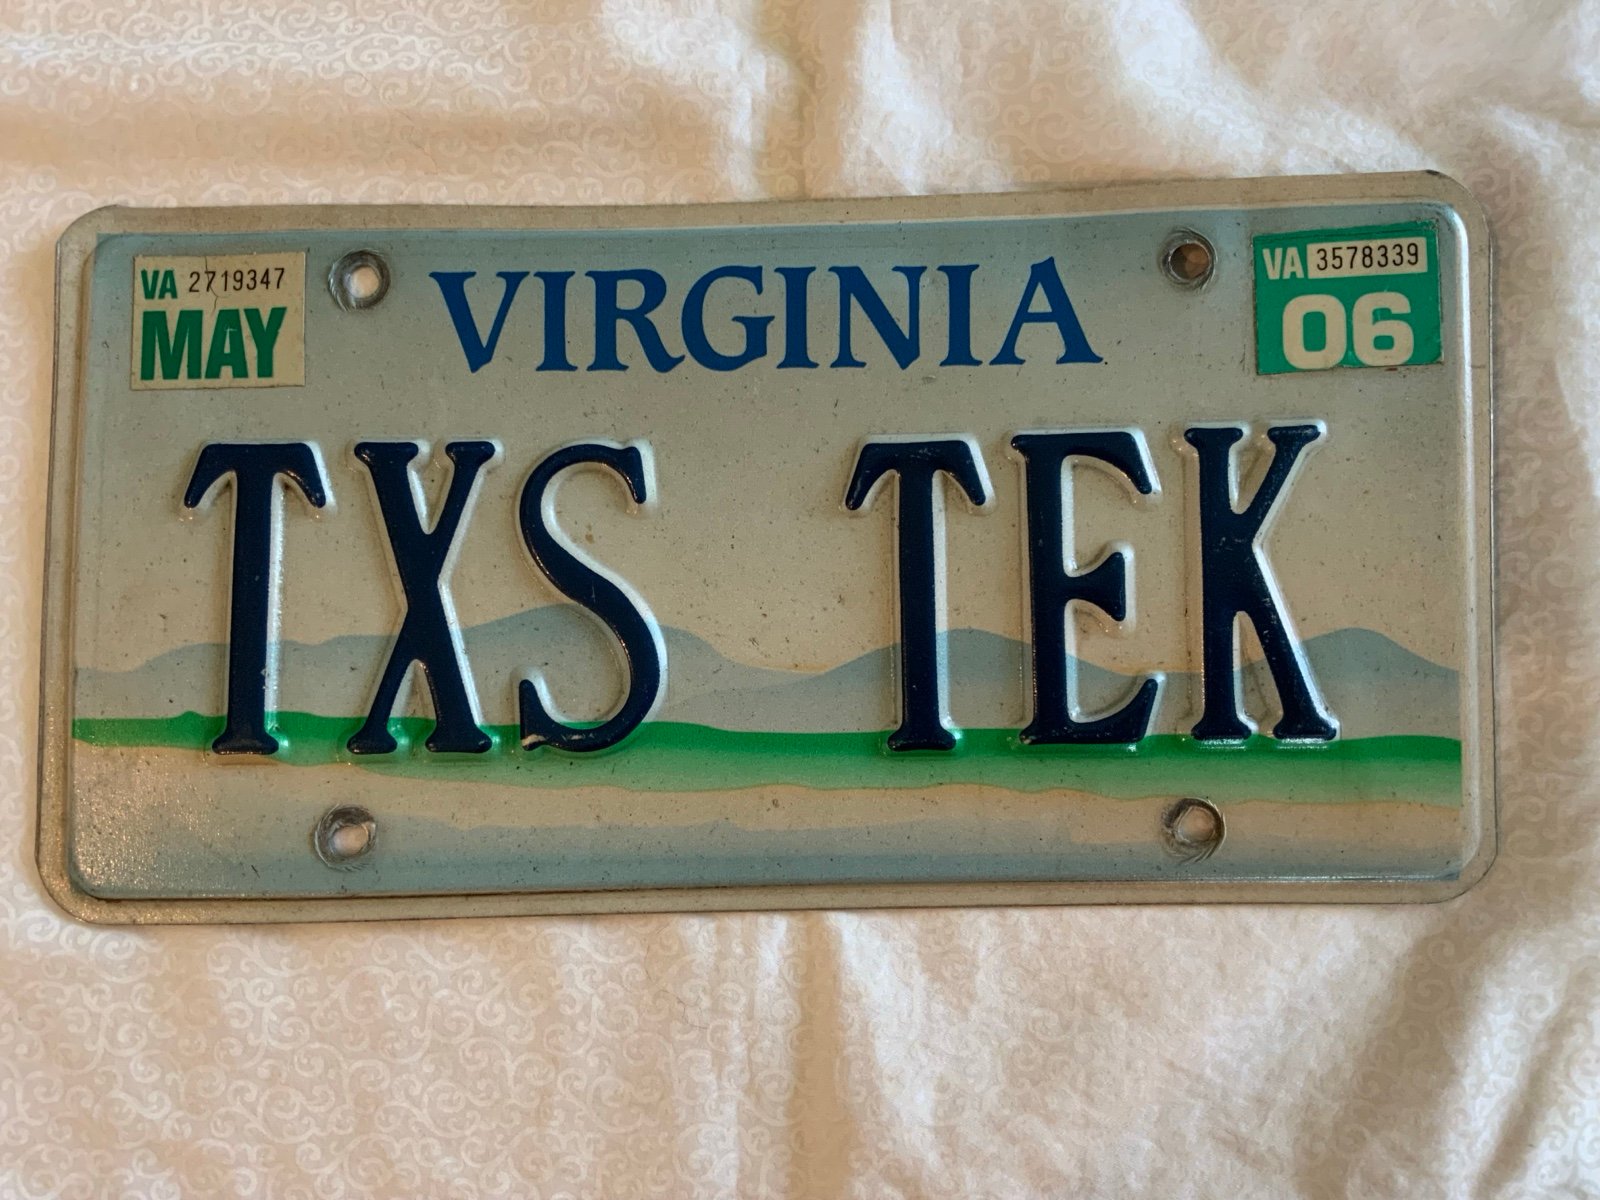 VA 2719347
MAY
VIRGINIA
VA 3578339
06
TXS TEK